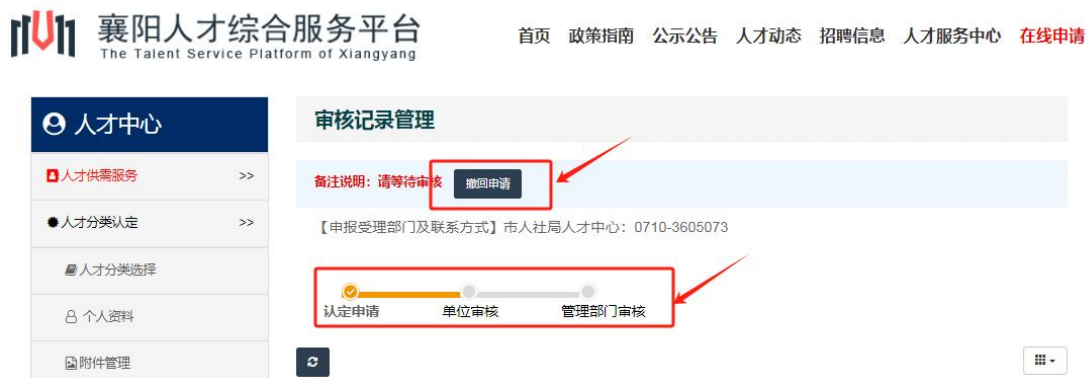 襄阳人才综合服务平台
The Talent Service Platform of Xiangyang
首页 政策指南 公示公告 人才动态 招聘信息 人才服务中心 在线申请
人才中心
人才供需服务 >>
人才分类认定 >>
人才分类选择
个人资料
附件管理
审核记录管理
备注说明：请等待审核 撤回申请
【申报受理部门及联系方式】市人社局人才中心：0710-3605073
认定申请 单位审核 管理部门审核